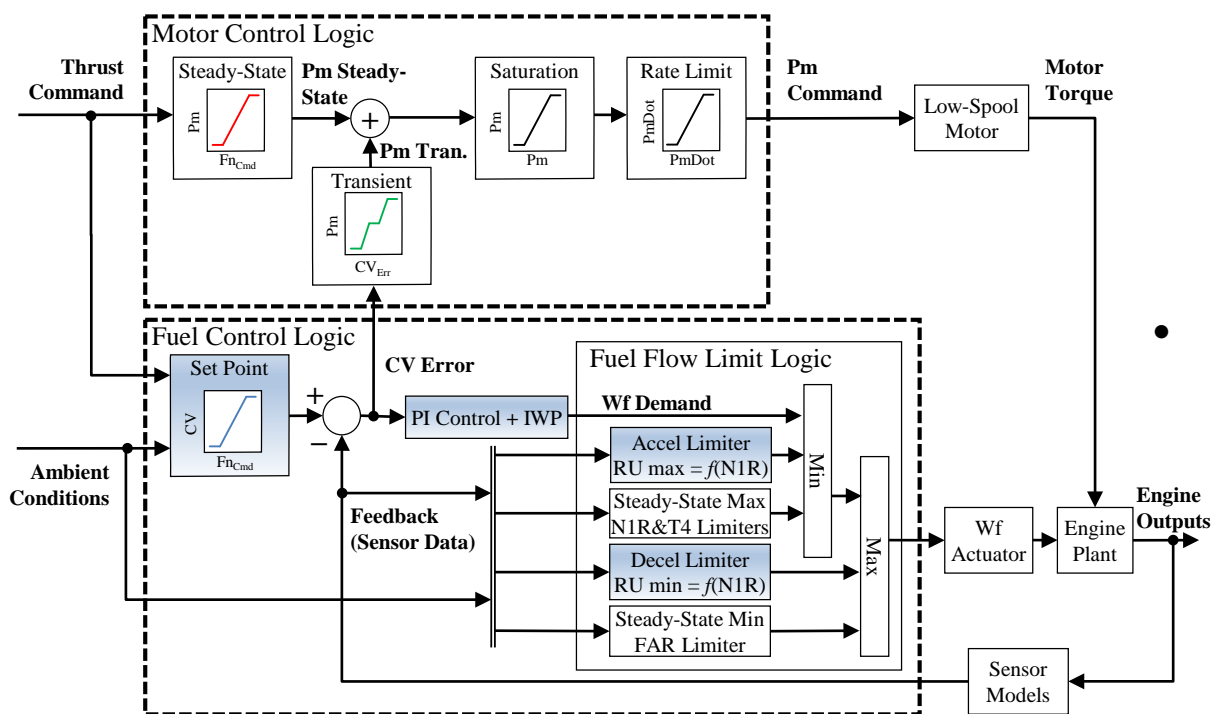 Motor Control Logic
Thrust
Command
Steady-State
Pm
Fn_Cmd
Pm Steady-
State
+
Pm Tran.
Saturation
Pm
Pm
Rate Limit
PmDot
PmDot
Pm
Command
Low-Spool
Motor
Motor
Torque
Transient
Pm
CV_Err
Fuel Control Logic
Set Point
CV
Fn_Cmd
+
−
CV Error
PI Control + IWP
Fuel Flow Limit Logic
Wf Demand
Accel Limiter
RU max = f(N1R)
Steady-State Max
N1R&T4 Limiters
Decel Limiter
RU min = f(N1R)
Steady-State Min
FAR Limiter
Min
Max
Ambient
Conditions
Feedback
(Sensor Data)
Wf
Actuator
Engine
Plant
Engine
Outputs
Sensor
Models